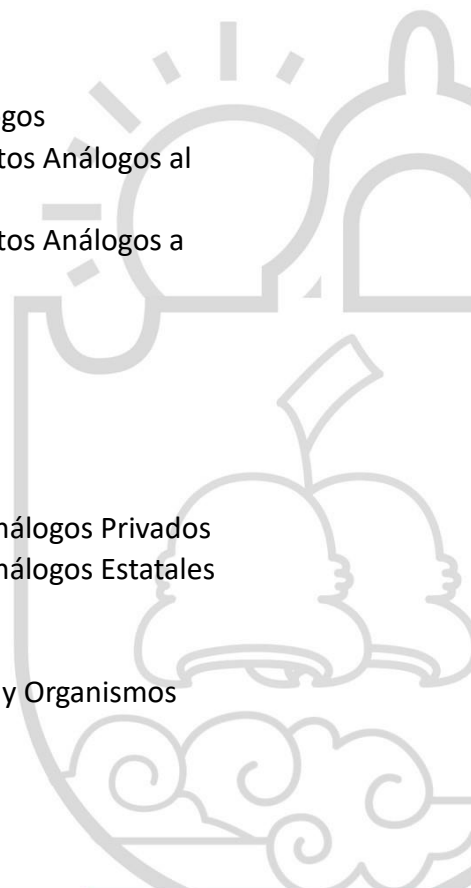 gos
tos Análogos al
tos Análogos a
nálogos Privados
nálogos Estatales
y Organismos